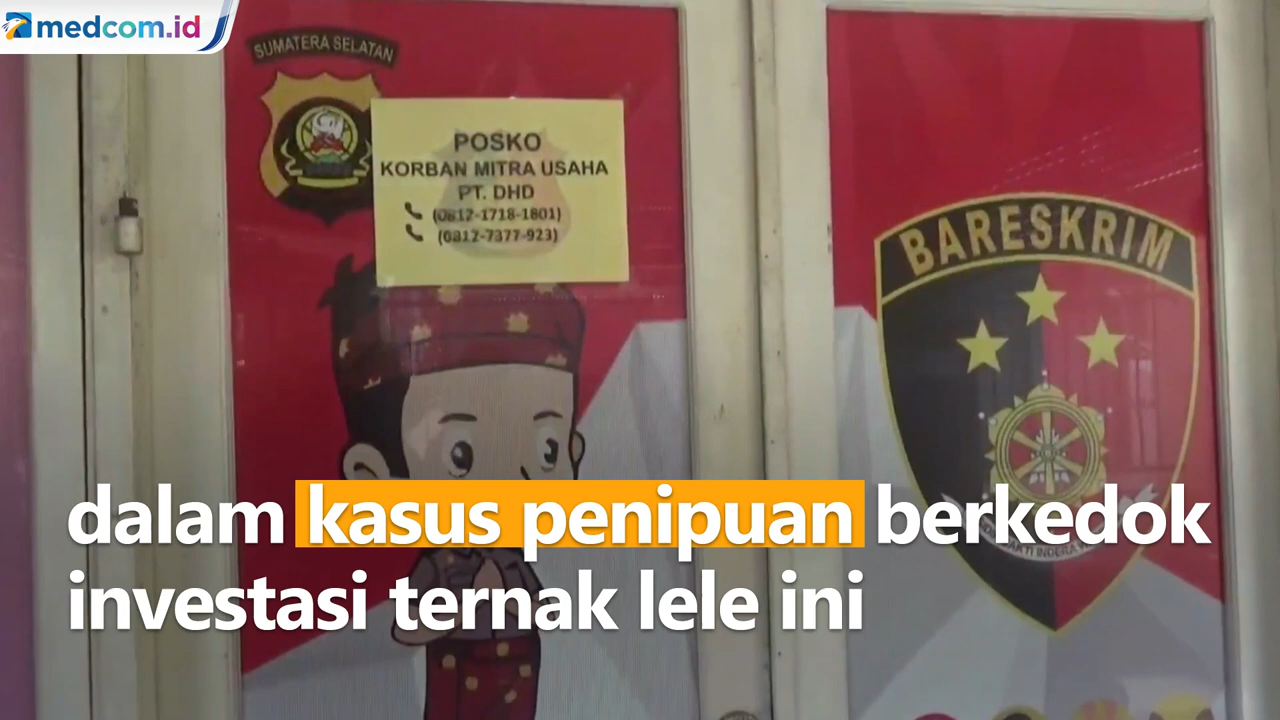 medcom.id
SUMATERA SELATAN
POSKO
KORBAN MITRA USAHA
PT. DHD
(0812-1718-1801)
(0812-7377-923)
BARESKRIM
dalam kasus penipuan berkedok
investasi ternak lele ini